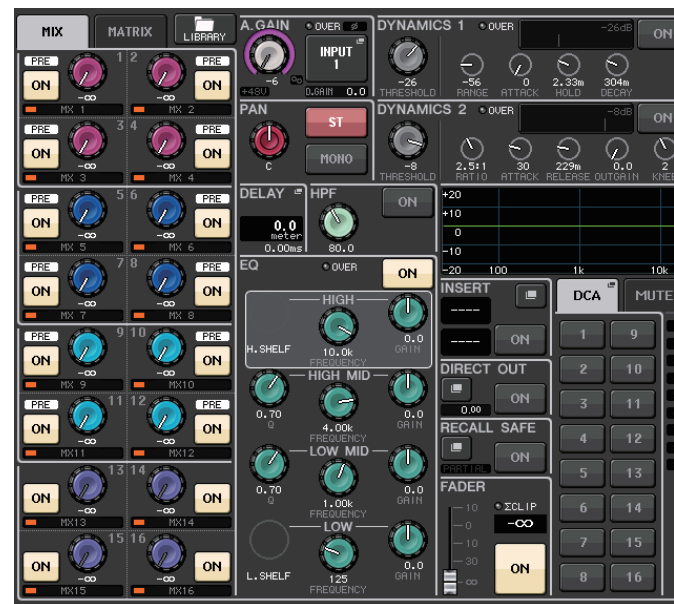 MIX MATRIX LIBRARY
PRE 1 2 PRE
ON ON
-∞ -∞
MX 1 MX 2
PRE 3 4 PRE
ON ON
-∞ -∞
MX 3 MX 4
PRE 5 6 PRE
ON ON
-∞ -∞
MX 5 MX 6
PRE 7 8 PRE
ON ON
-∞ -∞
MX 7 MX 8
PRE 9 10 PRE
ON ON
-∞ -∞
MX 9 MX10
PRE 11 12 PRE
ON ON
-∞ -∞
MX11 MX12
13 14
ON ON
-∞ -∞
MX13 MX14
15 16
ON ON
-∞ -∞
MX15 MX16
A.GAIN OVER Ø
INPUT
1
-6
+48V D.GAIN 0.0
PAN
ST
MONO
C
DELAY
0.0
meter
0.00ms
HPF ON
80.0
EQ OVER ON
HIGH
H.SHELF 10.0k 0.0
FREQUENCY GAIN
HIGH MID
0.70 4.00k 0.0
Q FREQUENCY GAIN
LOW MID
0.70 1.00k 0.0
Q FREQUENCY GAIN
LOW
L.SHELF 125 0.0
FREQUENCY GAIN
DYNAMICS 1 OVER -26dB ON
-26 -56 0 2.33m 304m
THRESHOLD RANGE ATTACK HOLD DECAY
DYNAMICS 2 OVER -8dB ON
-8 2.5:1 30 229m 0.0 2
THRESHOLD RATIO ATTACK RELEASE OUTGAIN KNEE
+20
+10
0
-10
-20 100 1k 10k
INSERT
----
---- ON
DIRECT OUT
0.00 ON
RECALL SAFE
PARTIAL ON
FADER
10
0
10
30
∞
ΣCLIP
-∞
ON
DCA MUTE
1 9
2 10
3 11
4 12
5 13
6 14
7 15
8 16